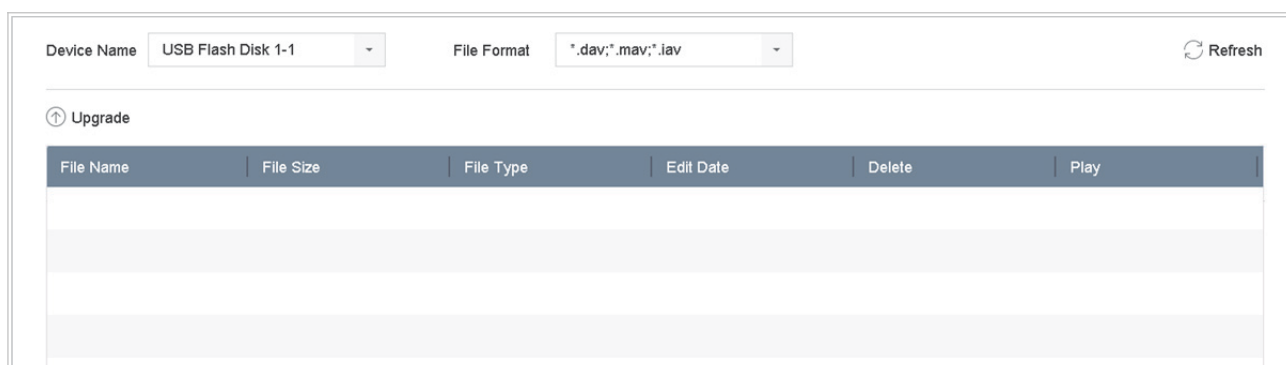 Device Name USB Flash Disk 1-1 File Format *.dav;*.mav;*.iav Refresh
Upgrade
File Name File Size File Type Edit Date Delete Play